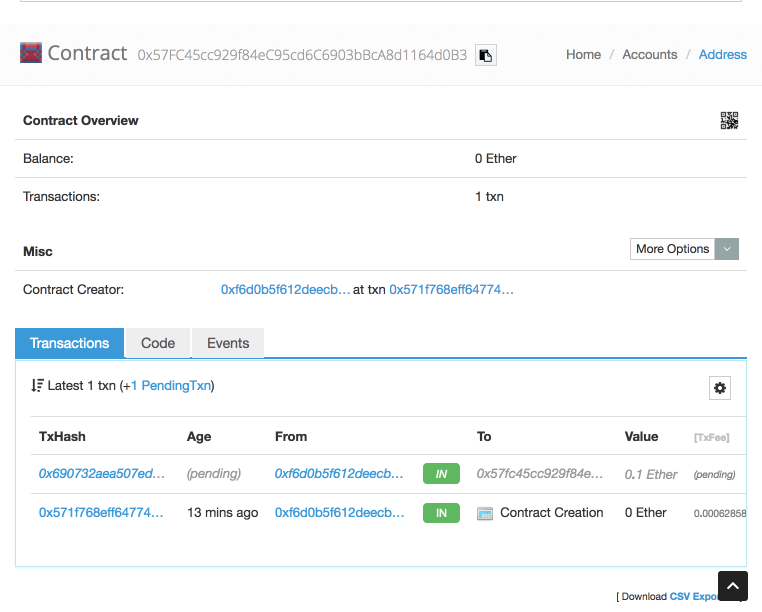 Contract 0x57FC45cc929f84eC95cd6C6903bBcA8d1164d0B3
Home / Accounts / Address
Contract Overview
Balance: 0 Ether
Transactions: 1 txn
Misc
More Options
Contract Creator: 0xf6d0b5f612deecb... at txn 0x571f768eff64774...
Transactions Code Events
Latest 1 txn (+1 PendingTxn)
TxHash Age From To Value [TxFee]
0x690732aea507ed... (pending) 0xf6d0b5f612deecb... IN 0x57fc45cc929f84e... 0.1 Ether (pending)
0x571f768eff64774... 13 mins ago 0xf6d0b5f612deecb... IN Contract Creation 0 Ether 0.00062858
[ Download CSV Expo